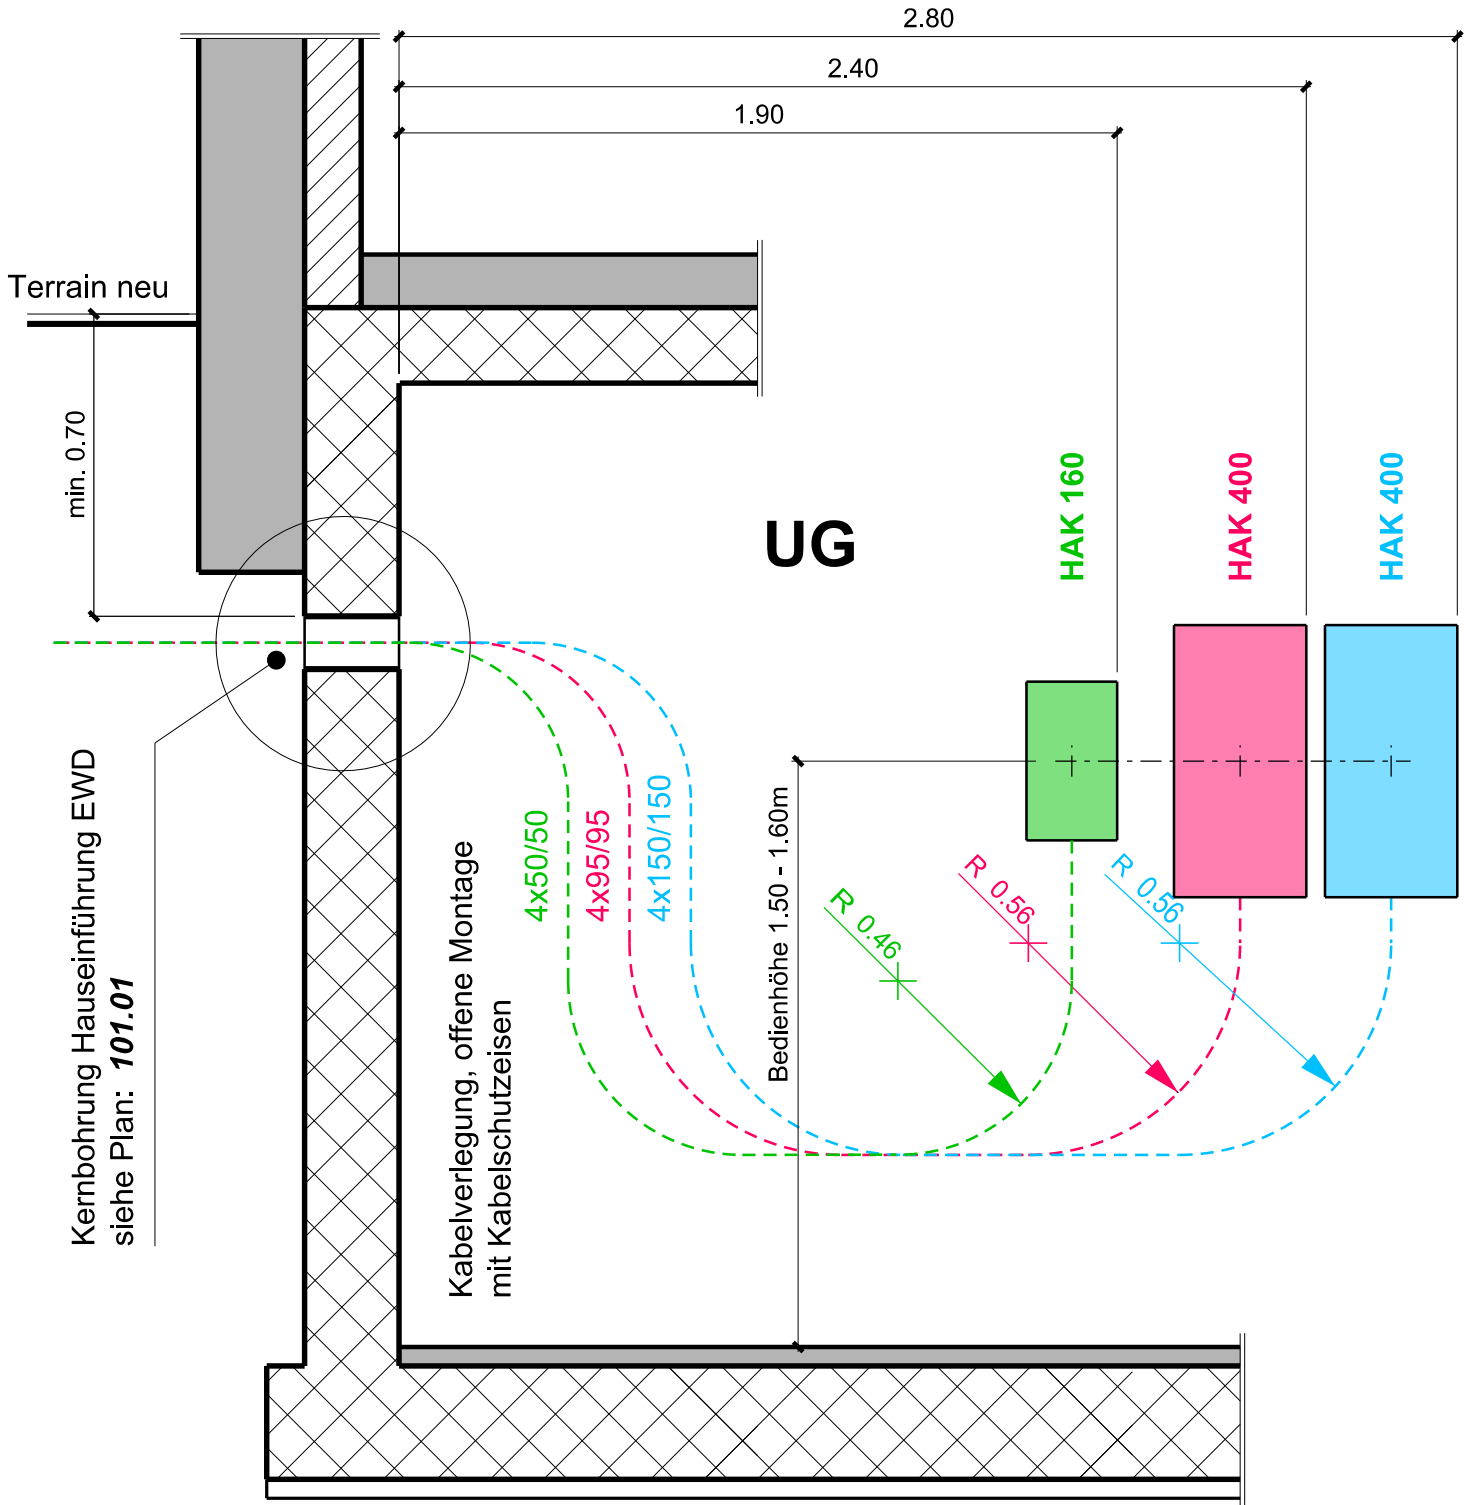 2.80
2.40
1.90
Terrain neu
min. 0.70
UG
HAK 160
HAK 400
HAK 400
4x50/50
4x95/95
4x150/150
R 0.46
R 0.56
R 0.56
Bedienhöhe 1.50 - 1.60m
Kernbohrung Hauseinführung EWD
siehe Plan: 101.01
Kabelverlegung, offene Montage
mit Kabelschutzeisen